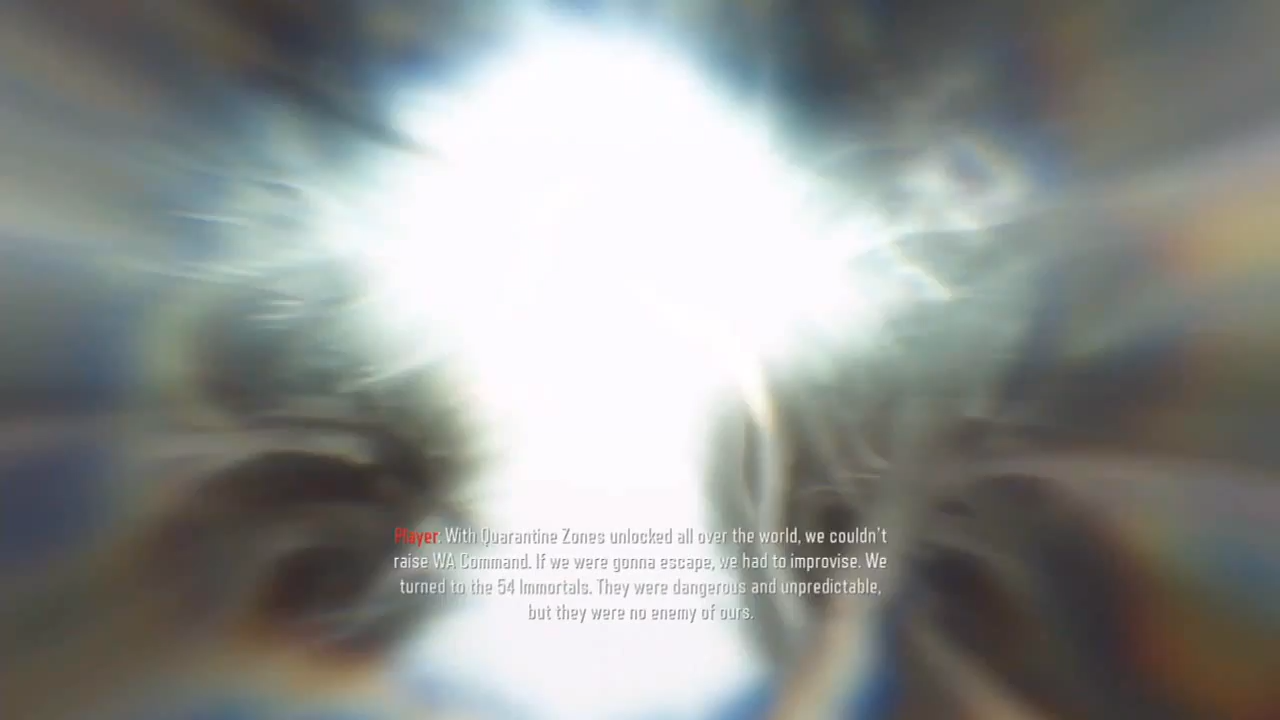 Player: With Quarantine Zones unlocked all over the world, we couldn't
raise WA Command. If we were gonna escape, we had to improvise. We
turned to the 54 Immortals. They were dangerous and unpredictable,
but they were no enemy of ours.